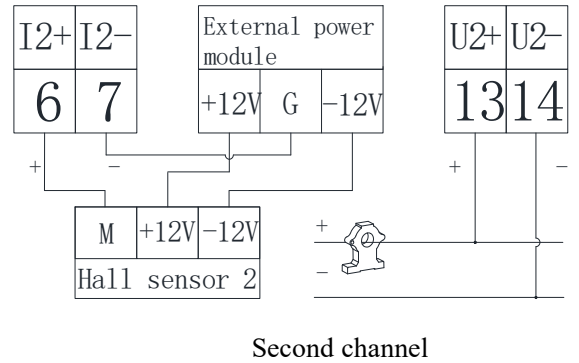 I2+ I2- External power module U2+ U2-
6 7 +12V G -12V 13 14
+ - + -
M +12V -12V +
Hall sensor 2 -
Second channel